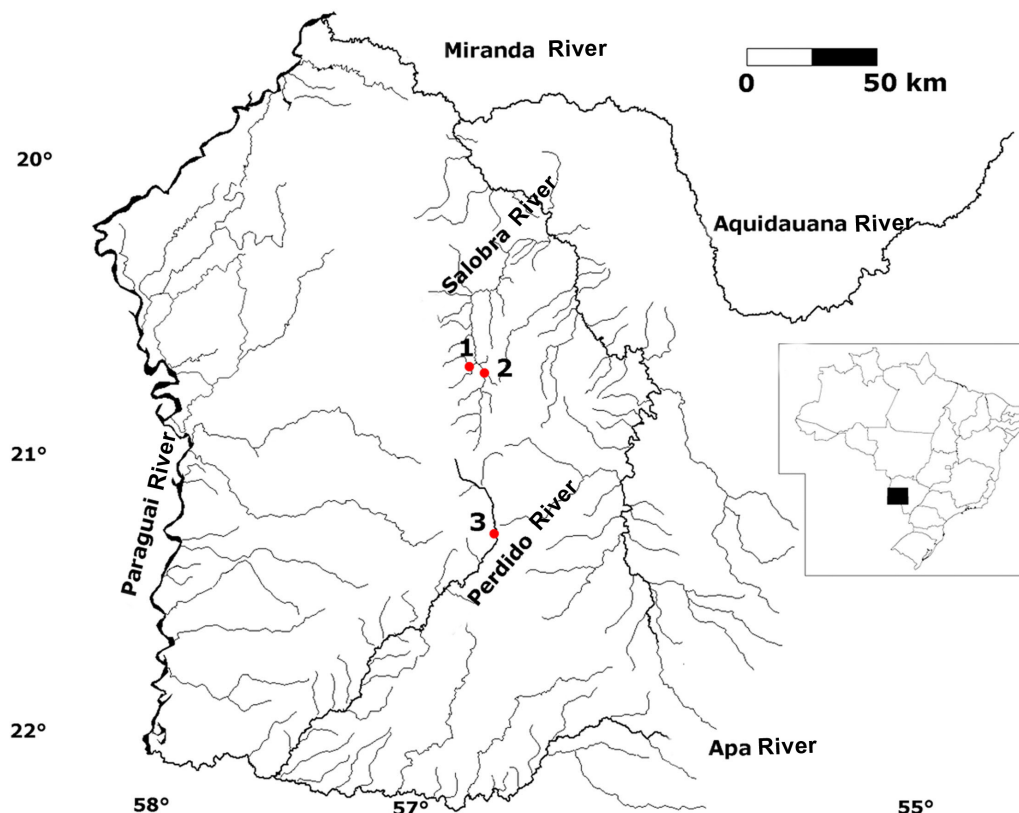 Miranda River
0 50 km
20°
Salobra River
Aquidauana River
1
2
21°
Paraguai River
3
Perdido River
22°
Apa River
58°
57°
55°